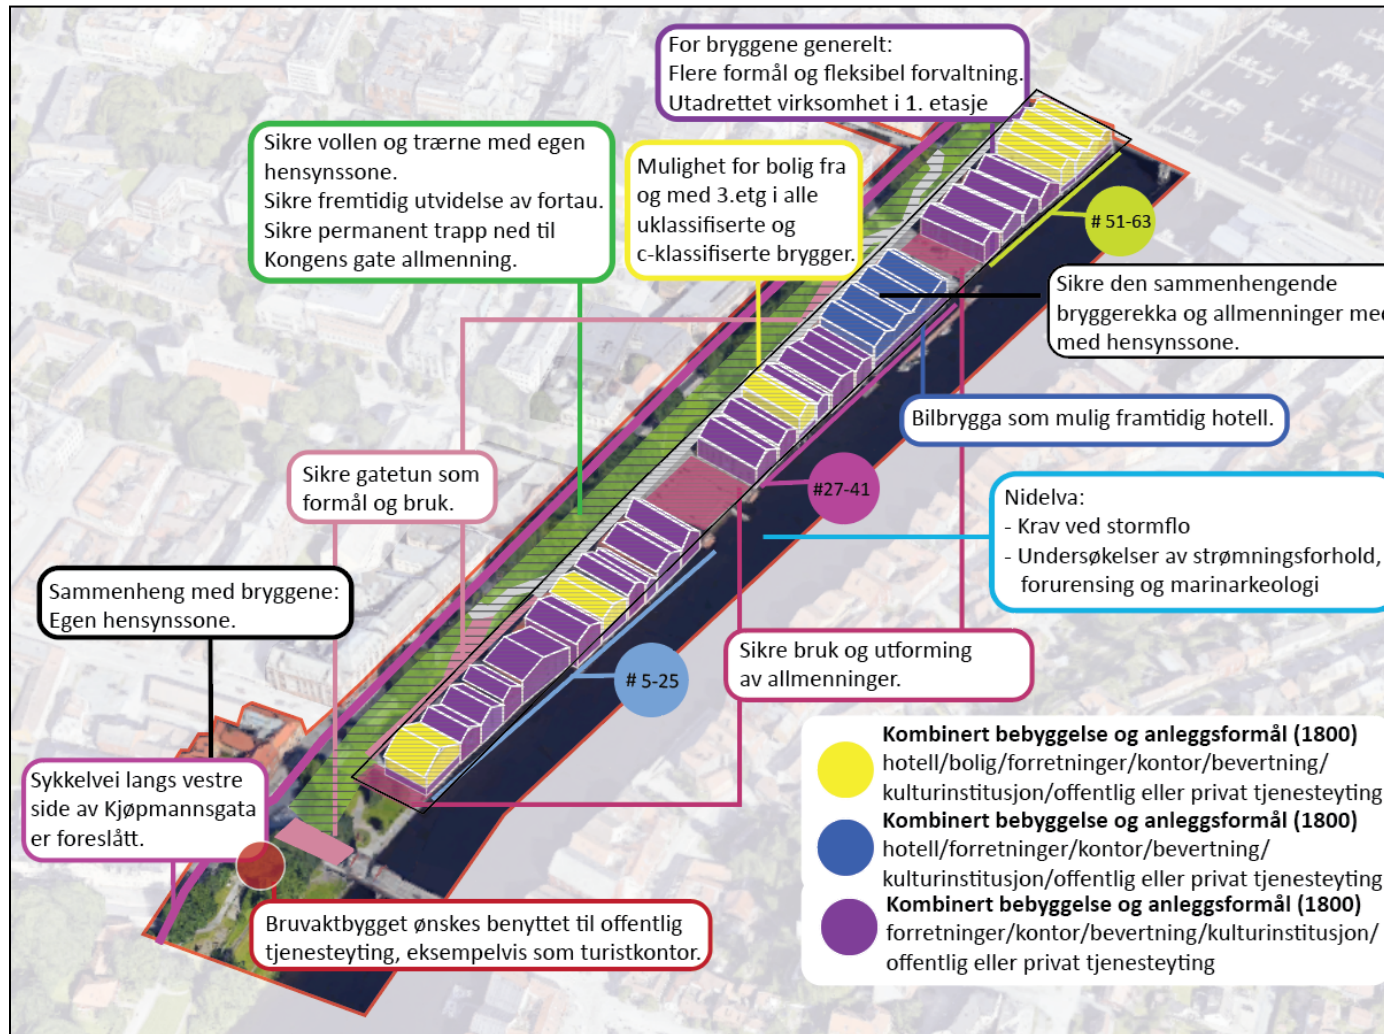 For bryggene generelt:
Flere formål og fleksibel forvaltning.
Utadrettet virksomhet i 1. etasje
Sikre vollen og trærne med egen
hensynssone.
Sikre fremtidig utvidelse av fortau.
Sikre permanent trapp ned til
Kongens gate allmenning.
Mulighet for bolig fra
og med 3.etg i alle
uklassifiserte og
c-klassifiserte brygger.
# 51-63
Sikre den sammenhengende
bryggerekka og allmenninger med
med hensynssone.
Bilbrygga som mulig framtidig hotell.
Sikre gatetun som
formål og bruk.
#27-41
Nidelva:
- Krav ved stormflo
- Undersøkelser av strømningsforhold,
forurensing og marinarkeologi
Sammenheng med bryggene:
Egen hensynssone.
Sikre bruk og utforming
av allmenninger.
# 5-25
Sykkelvei langs vestre
side av Kjøpmannsgata
er foreslått.
Bruvaktbygget ønskes benyttet til offentlig
tjenesteyting, eksempelvis som turistkontor.
Kombinert bebyggelse og anleggsformål (1800)
hotell/bolig/forretninger/kontor/bevertning/
kulturinstitusjon/offentlig eller privat tjenesteyting
Kombinert bebyggelse og anleggsformål (1800)
hotell/forretninger/kontor/bevertning/
kulturinstitusjon/offentlig eller privat tjenesteyting
Kombinert bebyggelse og anleggsformål (1800)
forretninger/kontor/bevertning/kulturinstitusjon/
offentlig eller privat tjenesteyting